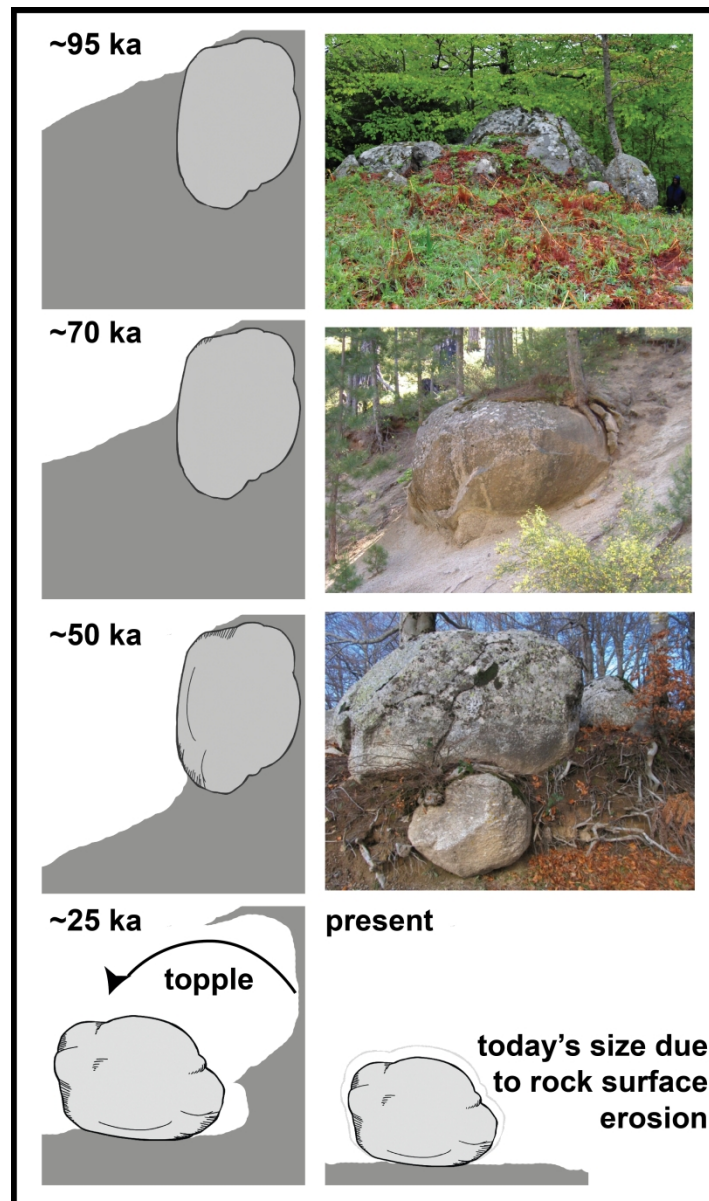 ~95 ka
~70 ka
~50 ka
~25 ka
topple
present
today's size due
to rock surface
erosion